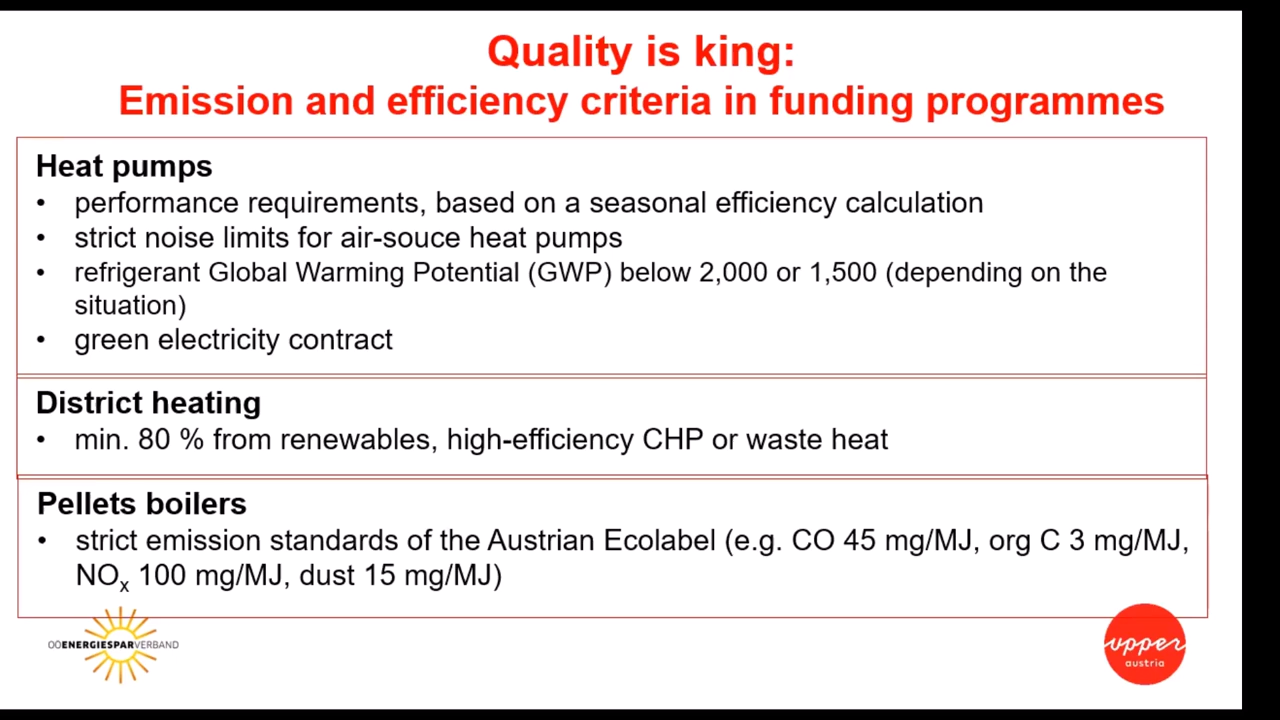 Quality is king:
Emission and efficiency criteria in funding programmes
Heat pumps
• performance requirements, based on a seasonal efficiency calculation
• strict noise limits for air-souce heat pumps
• refrigerant Global Warming Potential (GWP) below 2,000 or 1,500 (depending on the
situation)
• green electricity contract
District heating
• min. 80 % from renewables, high-efficiency CHP or waste heat
Pellets boilers
• strict emission standards of the Austrian Ecolabel (e.g. CO 45 mg/MJ, org C 3 mg/MJ,
NOx 100 mg/MJ, dust 15 mg/MJ)
OÖENERGIESPARVERBAND
upper
austria